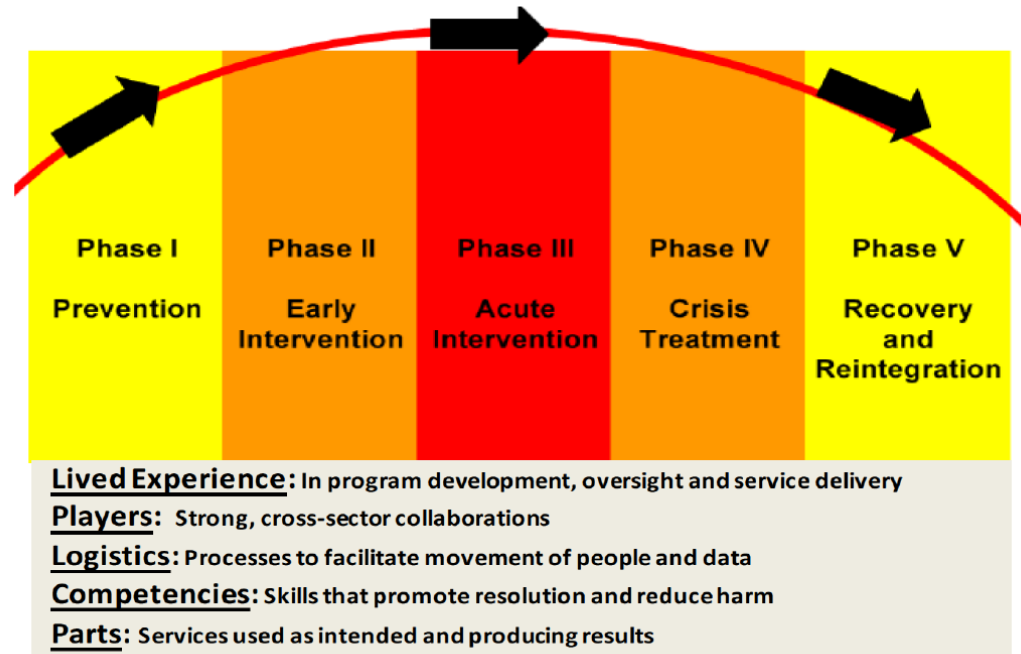 Phase I
Prevention
Phase II
Early
Intervention
Phase III
Acute
Intervention
Phase IV
Crisis
Treatment
Phase V
Recovery
and
Reintegration
Lived Experience: In program development, oversight and service delivery
Players: Strong, cross-sector collaborations
Logistics: Processes to facilitate movement of people and data
Competencies: Skills that promote resolution and reduce harm
Parts: Services used as intended and producing results